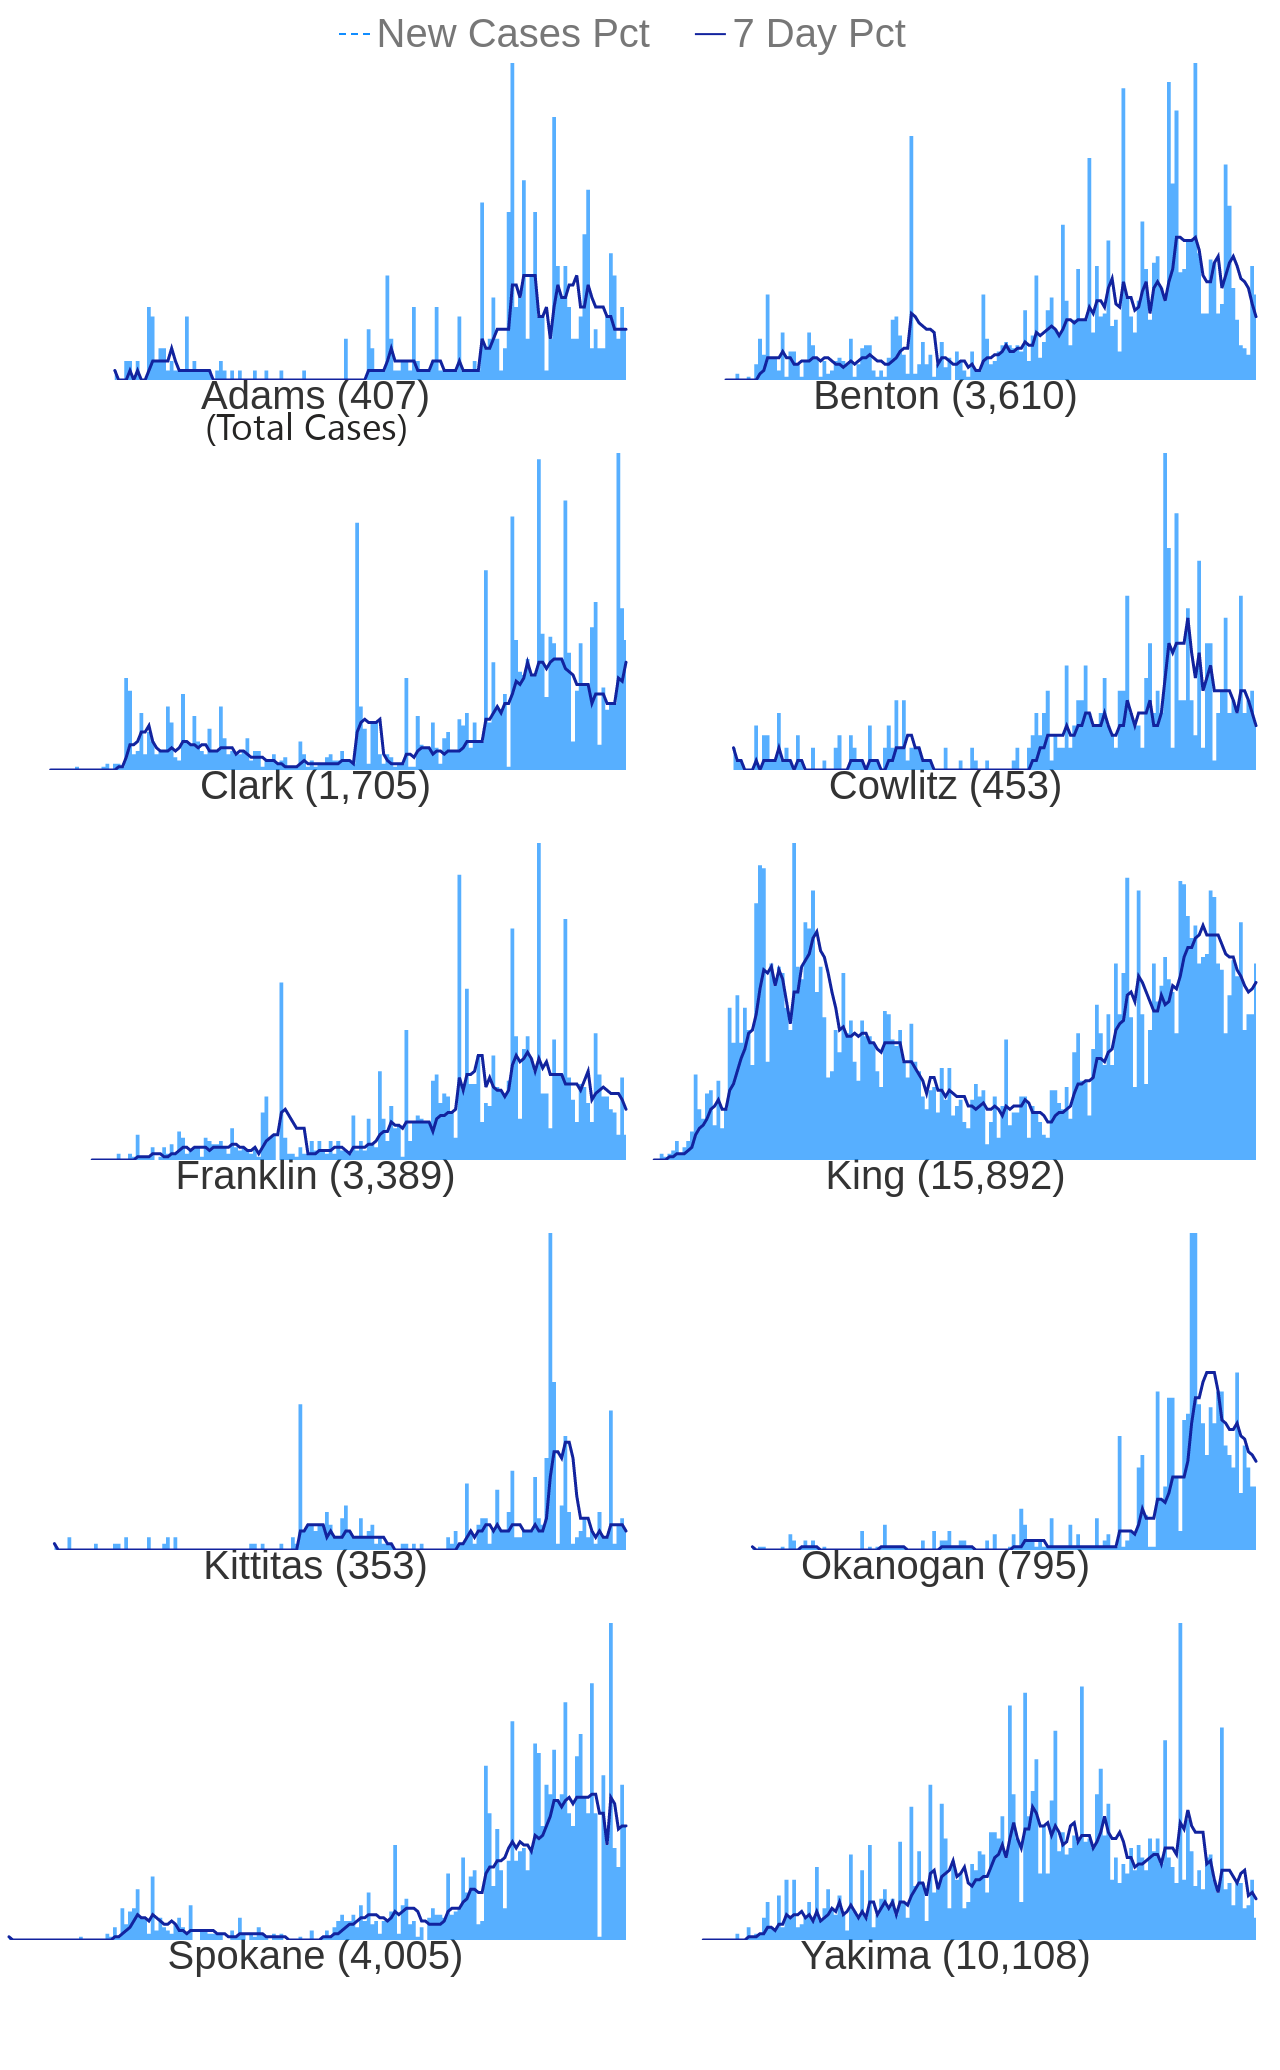 New Cases Pct 7 Day Pct
Adams (407) Benton (3,610)
(Total Cases)
Clark (1,705) Cowlitz (453)
Franklin (3,389) King (15,892)
Kittitas (353) Okanogan (795)
Spokane (4,005) Yakima (10,108)